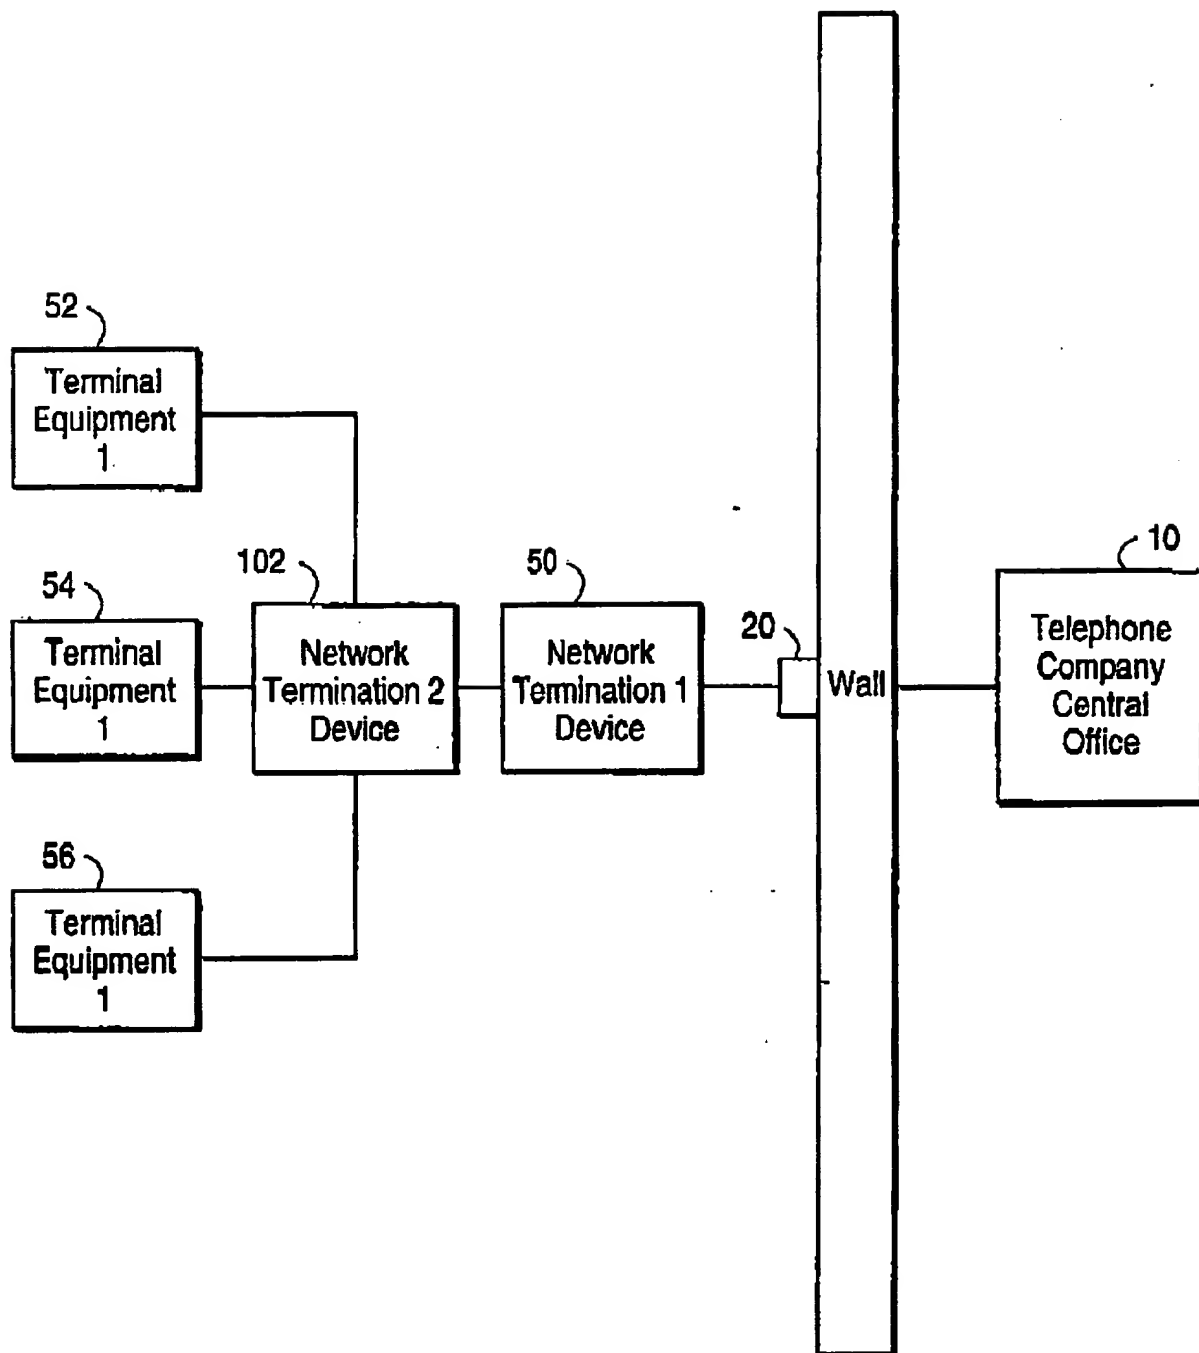 52
Terminal
Equipment
1
54
Terminal
Equipment
1
56
Terminal
Equipment
1
102
Network
Termination 2
Device
50
Network
Termination 1
Device
20
Wall
10
Telephone
Company
Central
Office